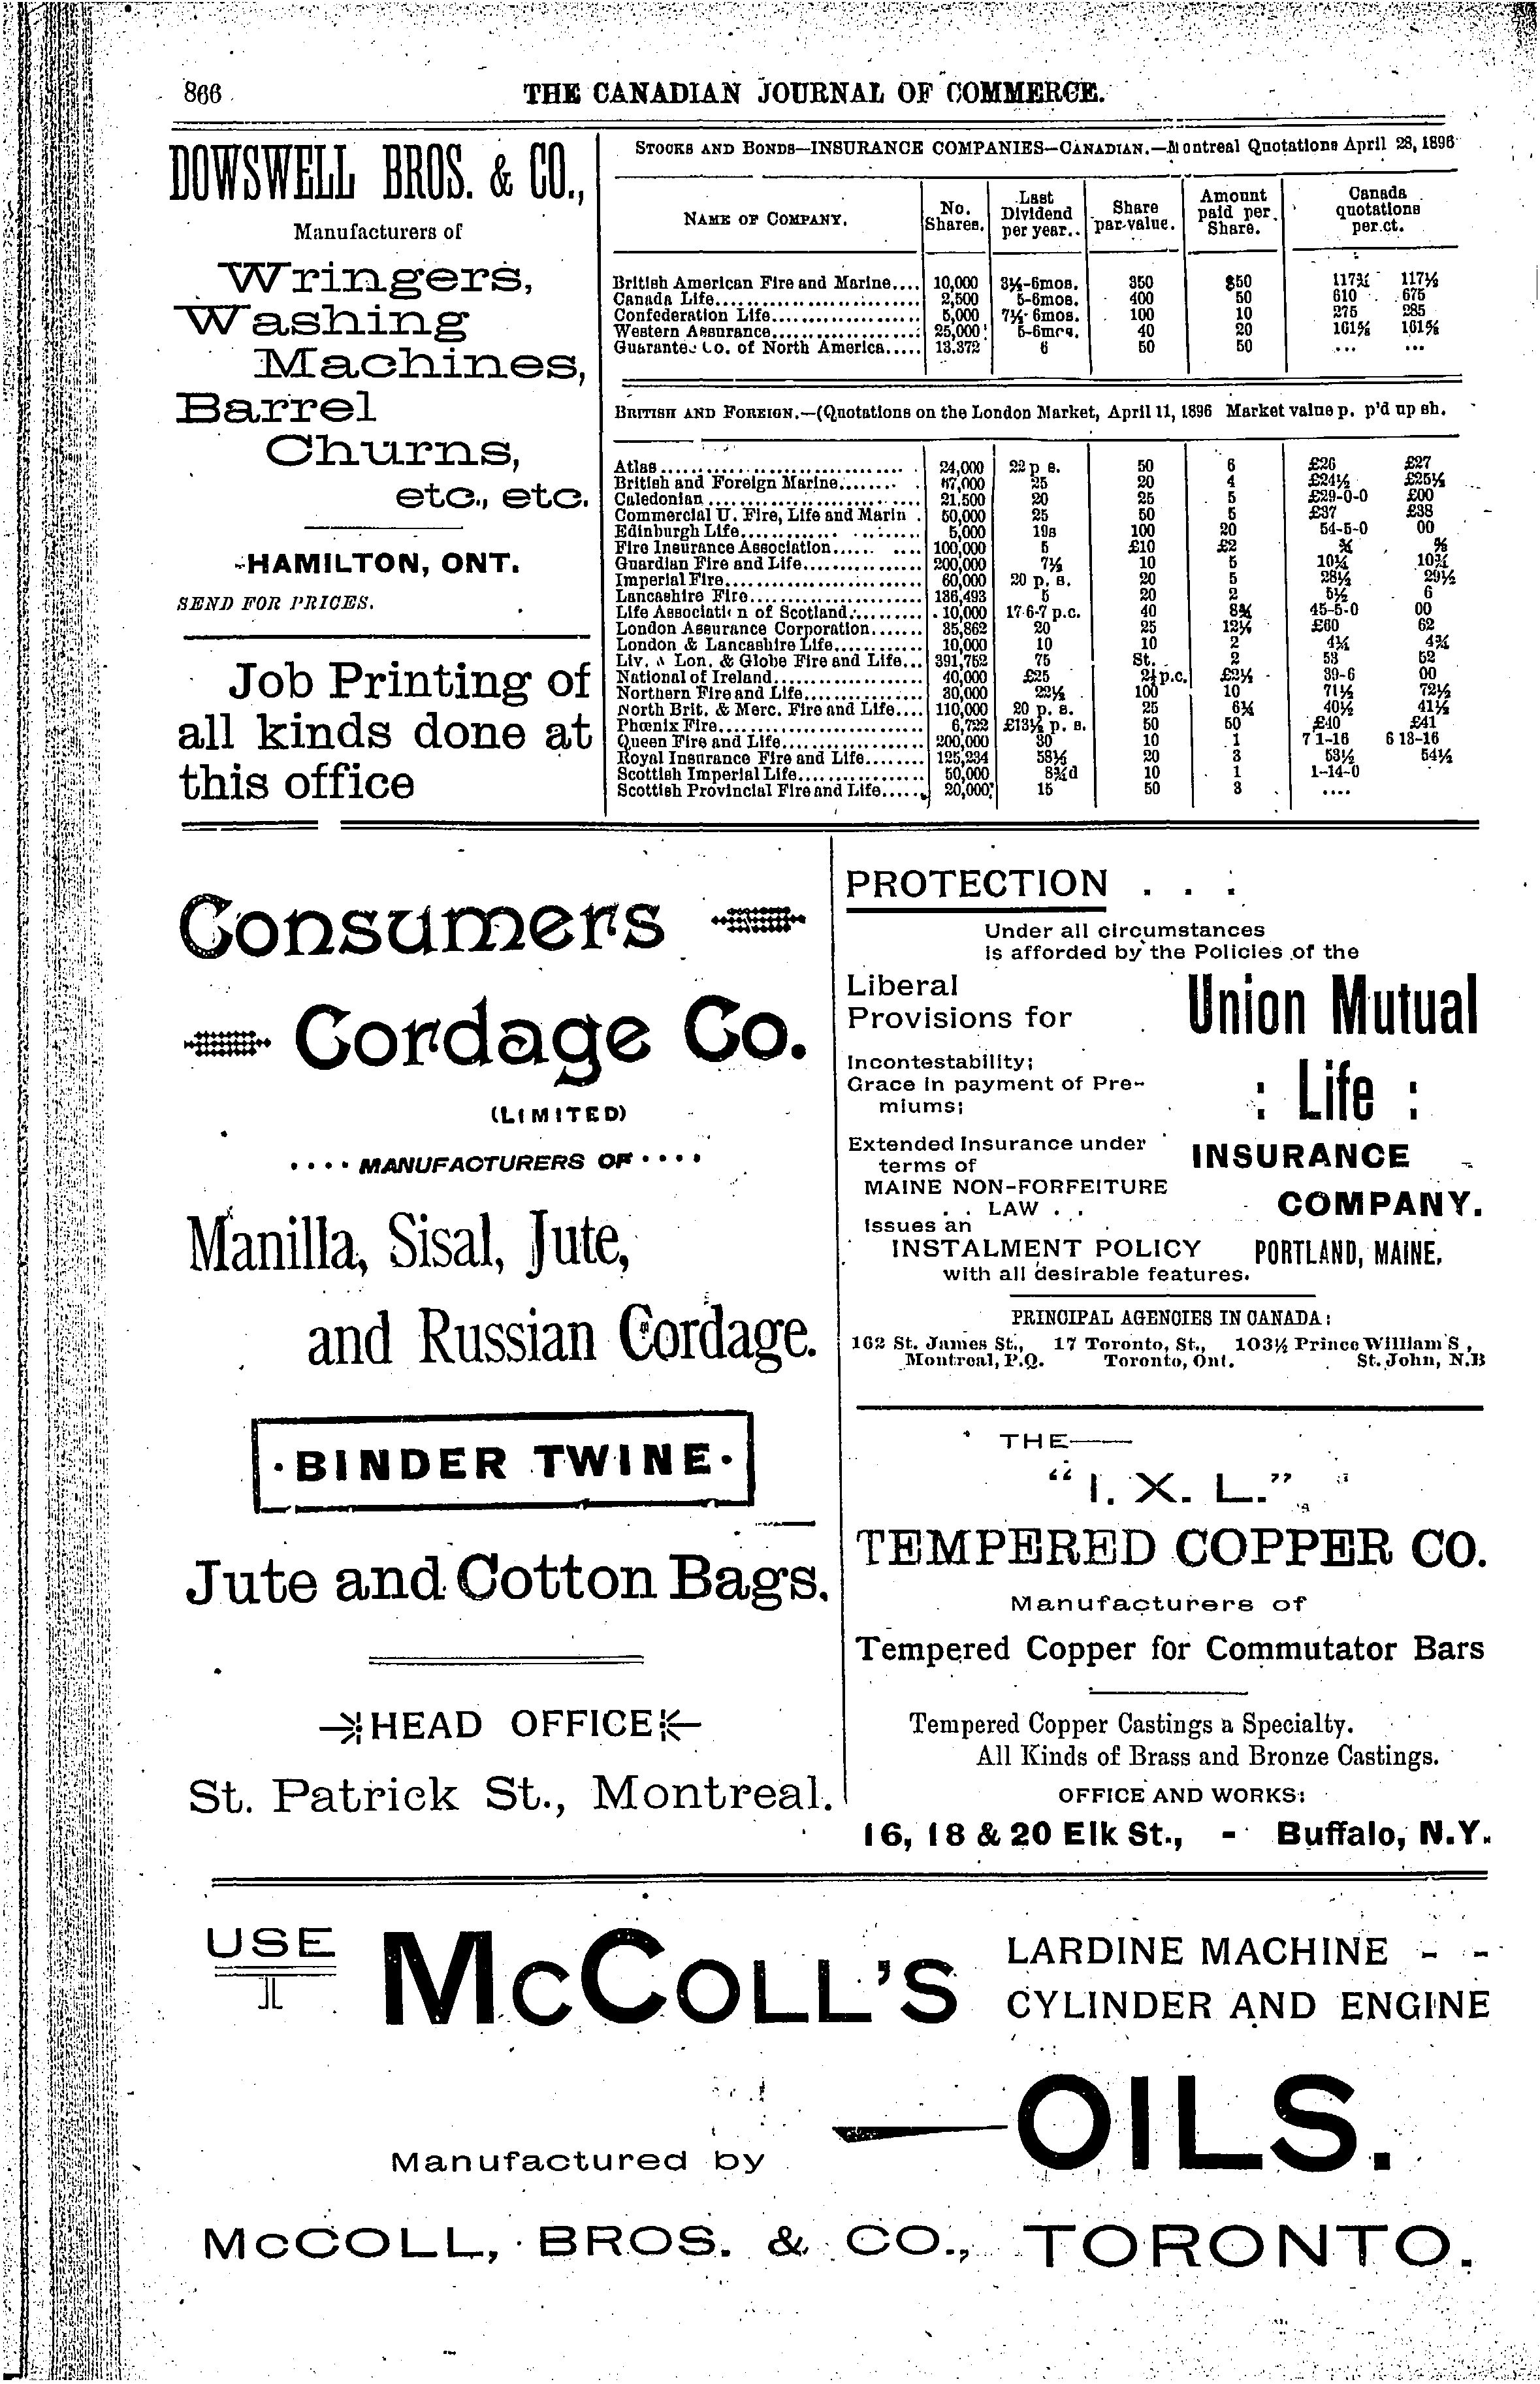 866
THE CANADIAN JOURNAL OF COMMERCE.
DOWSWELL BROS. & CO.,
Manufacturers of
Wringers,
Washing
Machines,
Barrel
Churns,
etc., etc.
HAMILTON, ONT.
SEND FOR PRICES.
Job Printing of
all kinds done at
this office
STOCKS AND BONDS—INSURANCE COMPANIES—CANADIAN.—Montreal Quotations April 28, 1896
NAME OF COMPANY. No. Shares. Last Dividend per year.. Share par-value. Amount paid per Share. Canada quotations per.ct.
British American Fire and Marine.... 10,000 3½-6mos. 350 $50 117¼ 117½
Canada Life 2,500 5-6mos. 400 50 610 675
Confederation Life 5,000 7½-6mos. 100 10 275 285
Western Assurance 25,000 5-6mos. 40 20 161⅝ 161⅝
Guarantee Co. of North America..... 13,372 6 50 50 ... ...
BRITISH AND FOREIGN.—(Quotations on the London Market, April 11, 1896 Market value p. p'd up sh.
Atlas 24,000 22 p s. 50 6 £26 £27
British and Foreign Marine 67,000 25 20 4 £24½ £25½
Caledonian 21,500 20 25 5 £29-0-0 £00
Commercial U. Fire, Life and Marin . 50,000 25 50 5 £37 £38
Edinburgh Life 5,000 19s 100 20 54-5-0 00
Fire Insurance Association 100,000 5 £10 £2
Guardian Fire and Life 200,000 7½ 10 5 10¼ 10¾
Imperial Fire 60,000 20 p. s. 20 5 28½ 29½
Lancashire Fire 136,493 5 20 2 5½ 6
Life Association of Scotland 10,000 17-6-7 p.c. 40 8¾ 45-5-0 00
London Assurance Corporation....... 35,862 20 25 12½ £60 62
London & Lancashire Life 10,000 10 10 2 4¼ 4¾
Liv. & Lon. & Globe Fire and Life... 391,752 75 St. 2 53 52
National of Ireland 40,000 £25 2½ p.c. £2½ 39-6 00
Northern Fire and Life 30,000 22½ 100 10 71½ 72½
North Brit. & Merc. Fire and Life.... 110,000 20 p. s. 25 6¼ 40½ 41½
Phœnix Fire 6,722 £13½ p. s. 50 50 £40 £41
Queen Fire and Life 200,000 30 10 1 7 1-16 6 13-16
Royal Insurance Fire and Life 125,234 58½ 20 3 53½ 54½
Scottish Imperial Life 50,000 8¾d 10 1 1-14-0
Scottish Provincial Fire and Life 20,000 15 50 3 ....
Consumers
Cordage Co.
(LIMITED)
.... MANUFACTURERS OF ....
Manilla, Sisal, Jute,
and Russian Cordage.
·BINDER TWINE·
Jute and Cotton Bags.
HEAD OFFICE
St. Patrick St., Montreal.
PROTECTION . . .
Under all circumstances
is afforded by the Policies of the
Liberal
Provisions for
Incontestability;
Grace in payment of Pre-
miums;
Extended Insurance under
terms of
MAINE NON-FORFEITURE
. . LAW . .
Issues an
INSTALMENT POLICY
with all desirable features.
Union Mutual
: Life :
INSURANCE
COMPANY.
PORTLAND, MAINE.
PRINCIPAL AGENCIES IN CANADA:
162 St. James St., 17 Toronto, St., 103½ Prince William S ,
Montreal, P.Q. Toronto, Ont. St. John, N.B
THE—
"I. X. L."
TEMPERED COPPER CO.
Manufacturers of
Tempered Copper for Commutator Bars
Tempered Copper Castings a Specialty.
All Kinds of Brass and Bronze Castings.
OFFICE AND WORKS:
16, 18 & 20 Elk St., - Buffalo, N.Y.
USE
McCOLL'S
LARDINE MACHINE - -
CYLINDER AND ENGINE
—OILS.
Manufactured by
McCOLL, BROS. & CO., TORONTO.